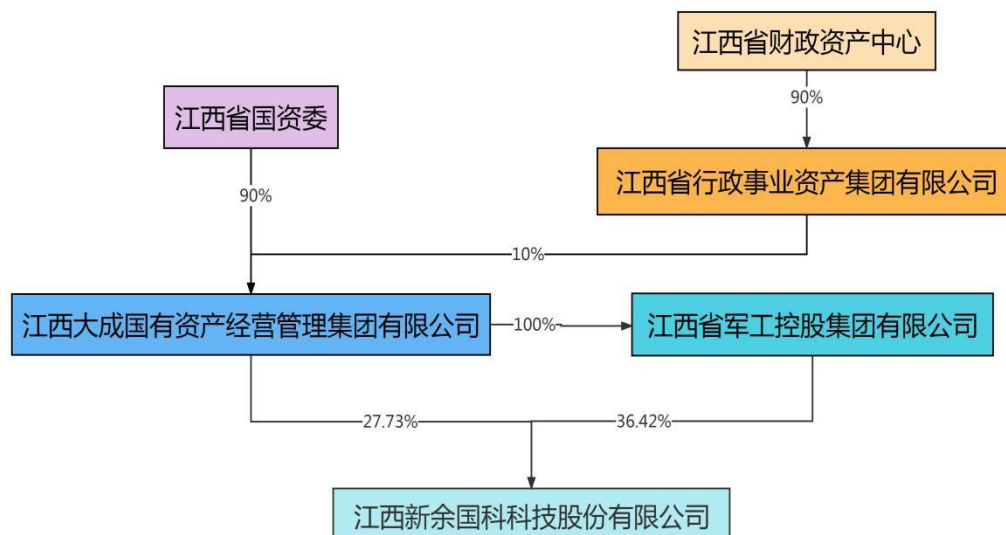 江西省财政资产中心
90%
江西省国资委
江西省行政事业资产集团有限公司
90%
10%
江西大成国有资产经营管理集团有限公司
100%
江西省军工控股集团有限公司
27.73%
36.42%
江西新余国科科技股份有限公司